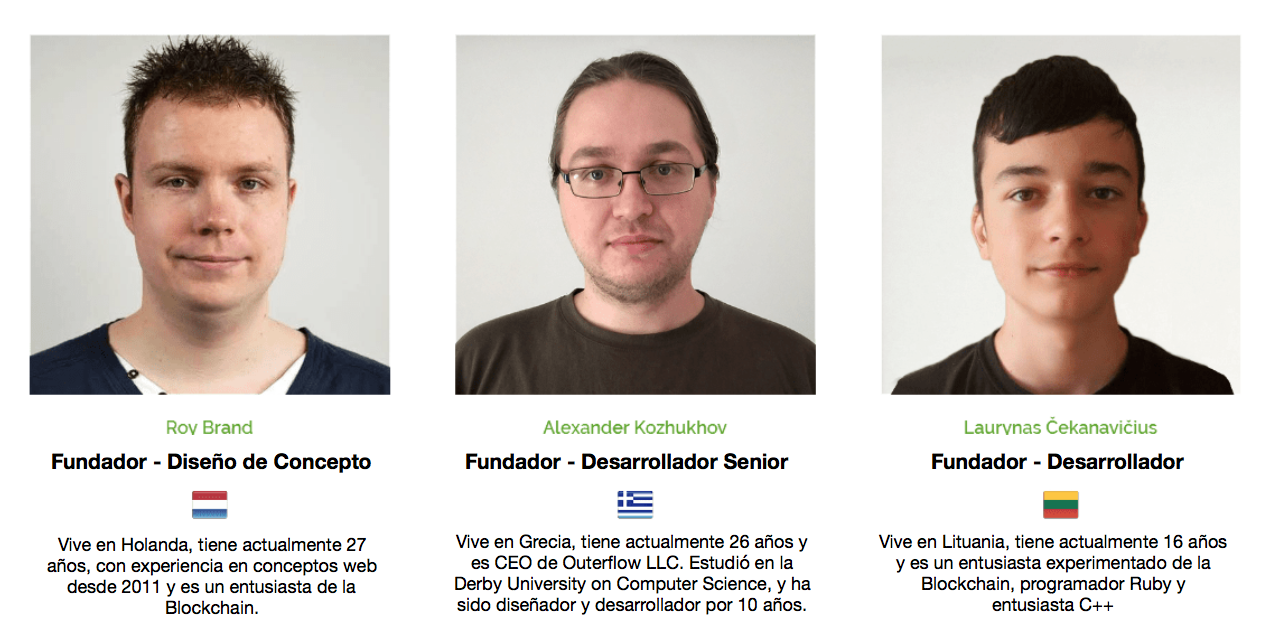 Roy Brand
Fundador - Diseño de Concepto
Vive en Holanda, tiene actualmente 27
años, con experiencia en conceptos web
desde 2011 y es un entusiasta de la
Blockchain.
Alexander Kozhukhov
Fundador - Desarrollador Senior
Vive en Grecia, tiene actualmente 26 años y
es CEO de Outerflow LLC. Estudió en la
Derby University on Computer Science, y ha
sido diseñador y desarrollador por 10 años.
Laurynas Čekanavičius
Fundador - Desarrollador
Vive en Lituania, tiene actualmente 16 años
y es un entusiasta experimentado de la
Blockchain, programador Ruby y
entusiasta C++